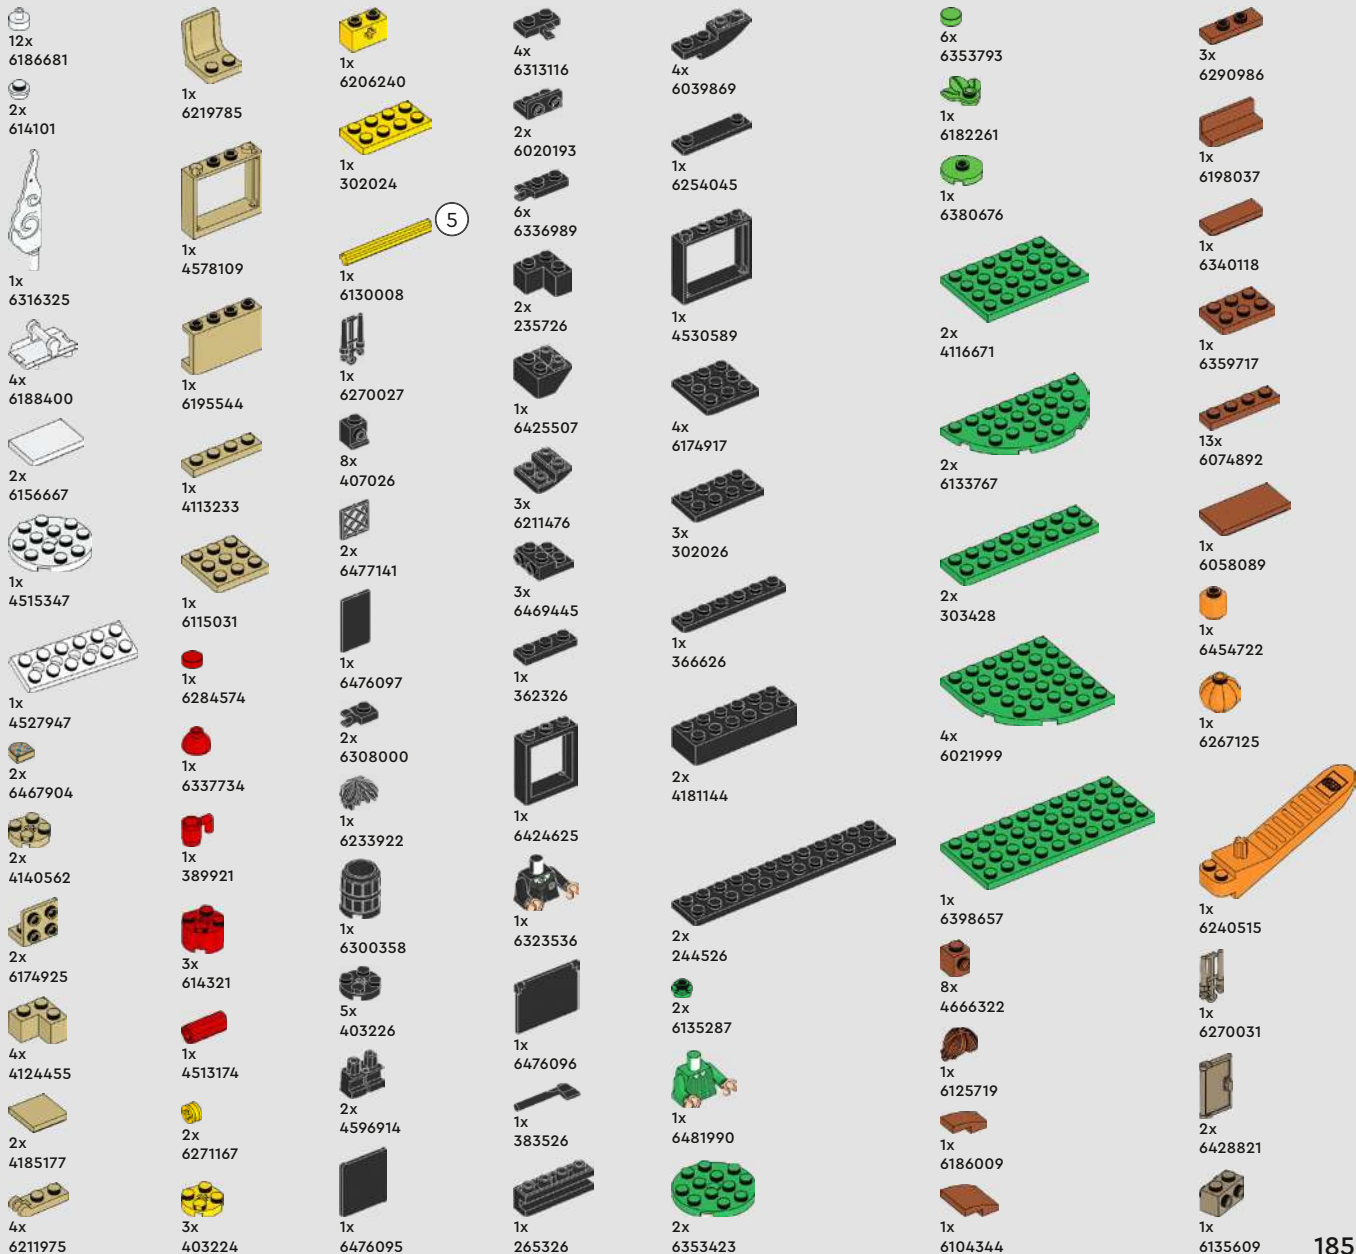 12x
6186681
2x
614101
1x
6316325
4x
6188400
2x
6156667
1x
4515347
1x
4527947
2x
6467904
2x
4140562
2x
6174925
4x
4124455
2x
4185177
4x
6211975
1x
6219785
1x
4578109
1x
6195544
1x
4113233
1x
6115031
1x
6284574
1x
6337734
1x
389921
3x
614321
1x
4513174
2x
6271167
3x
403224
1x
6206240
1x
302024
5
1x
6130008
1x
6270027
8x
407026
2x
6477141
1x
6476097
2x
6308000
1x
6233922
1x
6300358
5x
403226
2x
4596914
1x
6476095
4x
6313116
2x
6020193
6x
6336989
2x
235726
1x
6425507
3x
6211476
3x
6469445
1x
362326
1x
6424625
1x
6323536
1x
6476096
1x
383526
1x
265326
4x
6039869
1x
6254045
1x
4530589
4x
6174917
3x
302026
1x
366626
2x
4181144
2x
244526
2x
6135287
1x
6481990
2x
6353423
6x
6353793
1x
6182261
1x
6380676
2x
4116671
2x
6133767
2x
303428
4x
6021999
1x
6398657
8x
4666322
1x
6125719
1x
6186009
1x
6104344
3x
6290986
1x
6198037
1x
6340118
1x
6359717
13x
6074892
1x
6058089
1x
6454722
1x
6267125
1x
6240515
1x
6270031
2x
6428821
1x
6135609
185